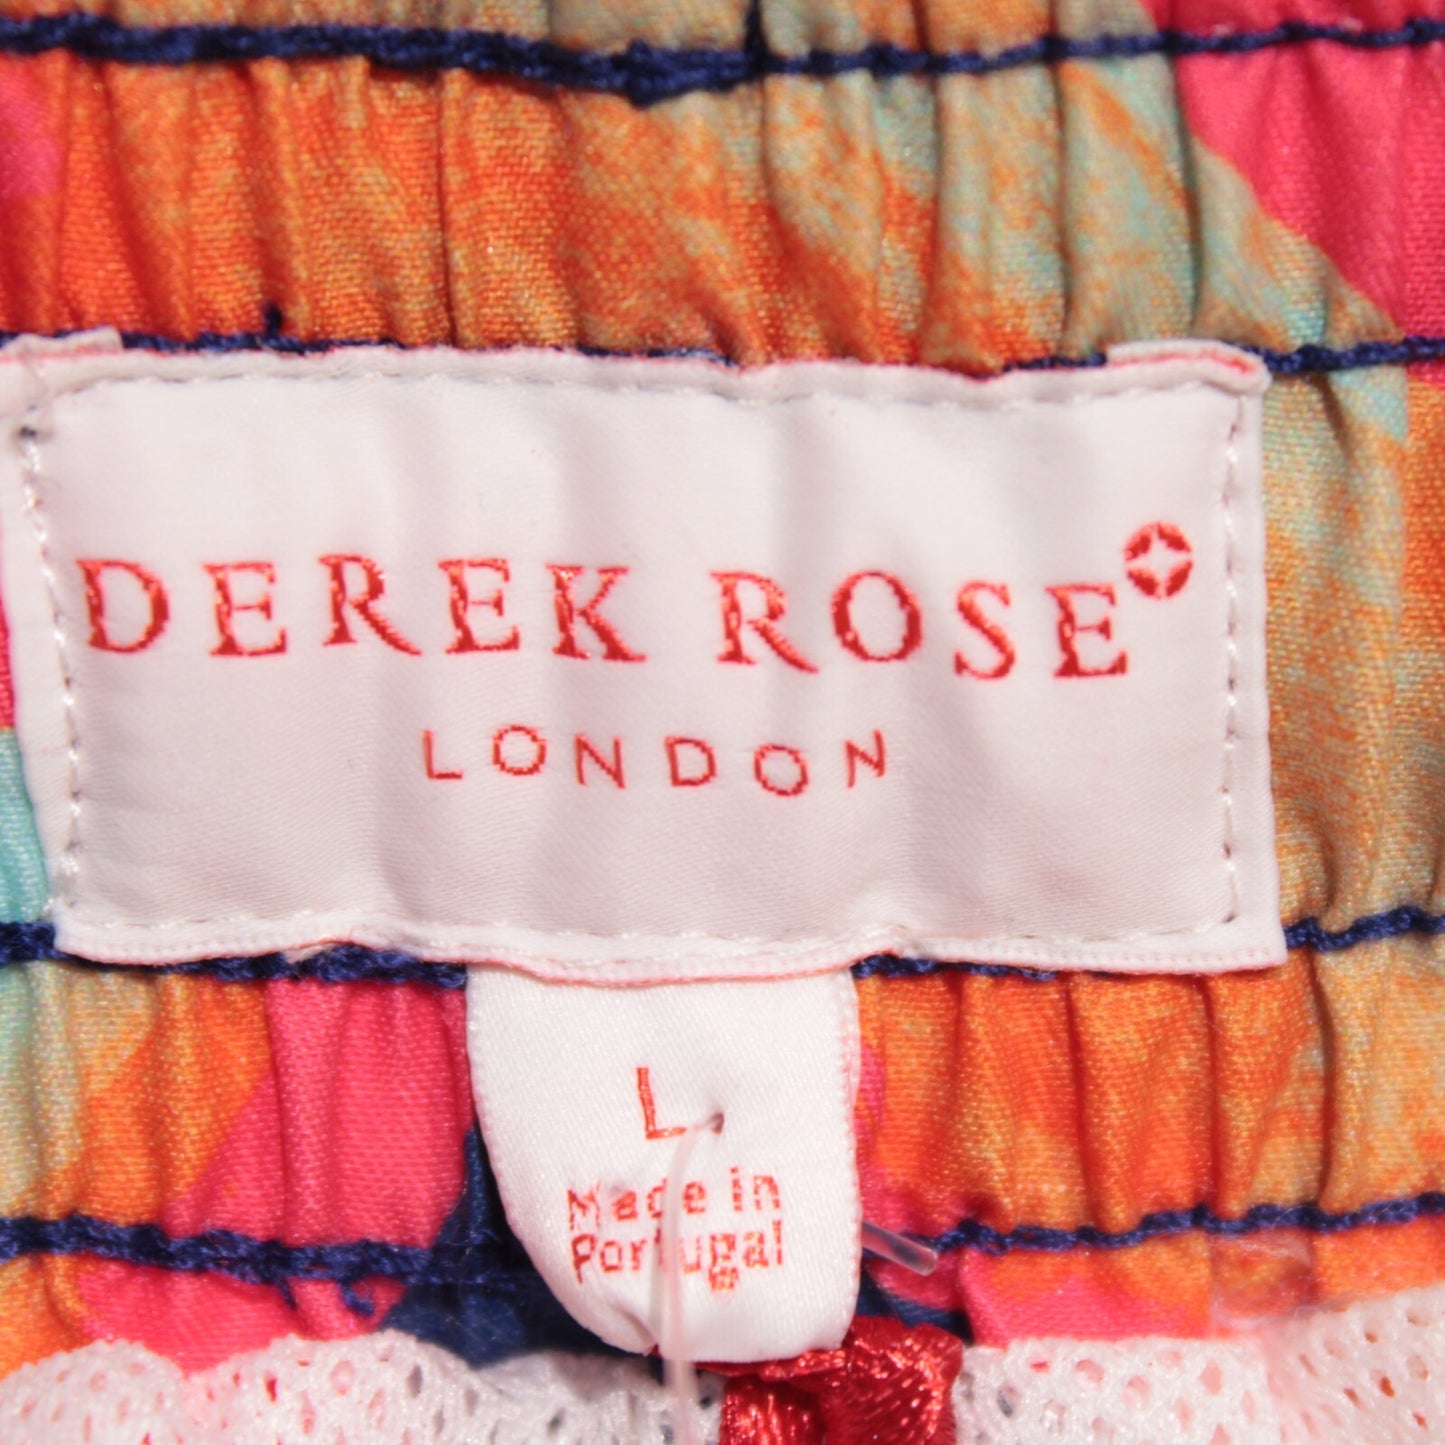 DEREK ROSE
LONDON
L
Made in
Portugal